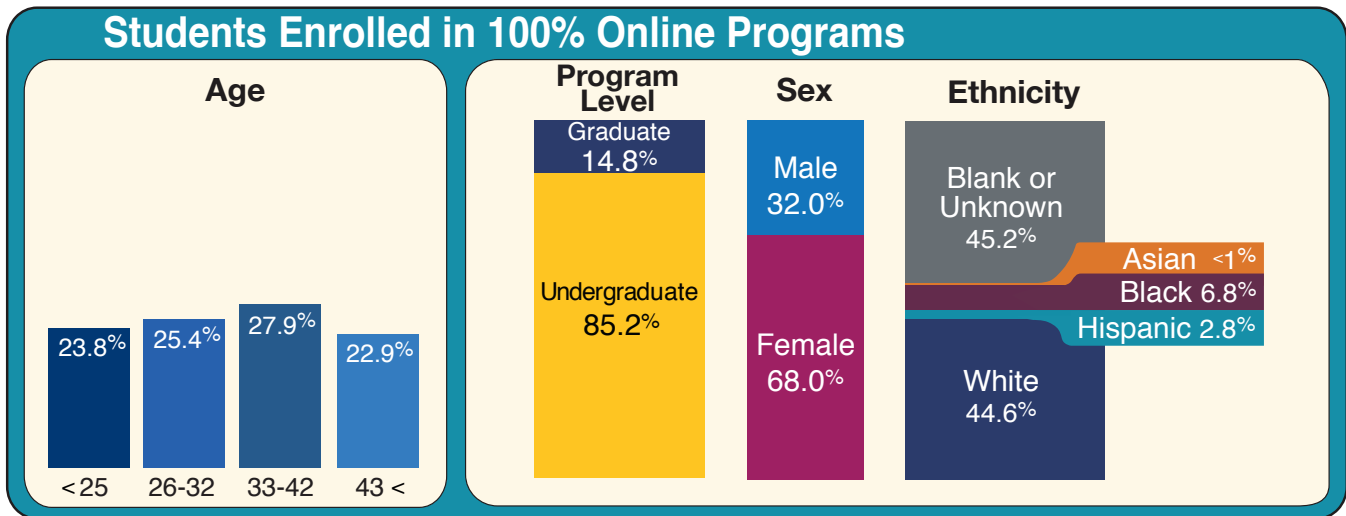 Students Enrolled in 100% Online Programs
Age
23.8%
25.4%
27.9%
22.9%
<25
26-32
33-42
43 <
Program
Level
Graduate
14.8%
Undergraduate
85.2%
Sex
Male
32.0%
Female
68.0%
Ethnicity
Blank or
Unknown
45.2%
Asian <1%
Black 6.8%
Hispanic 2.8%
White
44.6%